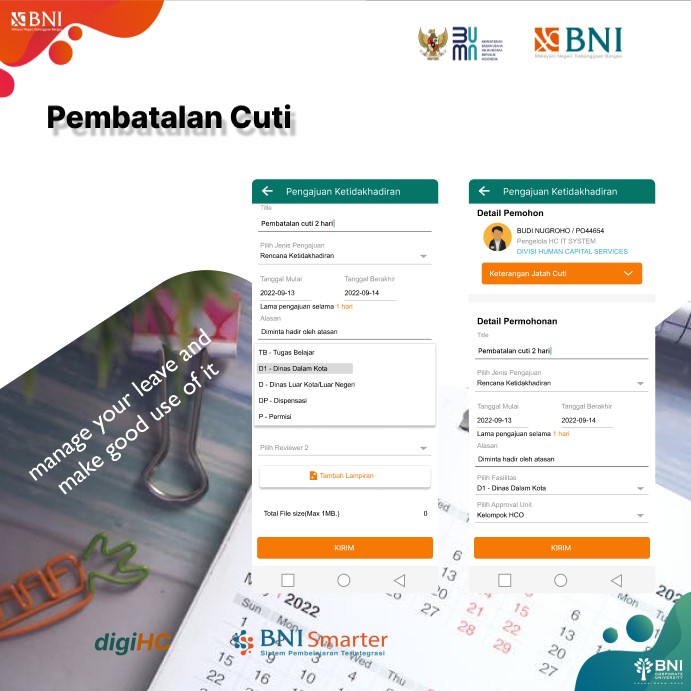 BNI
Melayani Negeri, Kebanggaan Bangsa
BUMN
KEMENTERIAN
BADAN USAHA
MILIK NEGARA
REPUBLIK
INDONESIA
BNI
Melayani Negeri, Kebanggaan Bangsa
Pembatalan Cuti
Pengajuan Ketidakhadiran
Title
Pembatalan cuti 2 hari
Pilih Jenis Pengajuan
Rencana Ketidakhadiran
Tanggal Mulai Tanggal Berakhir
2022-09-13 2022-09-14
Lama pengajuan selama 1 hari
Alasan
Diminta hadir oleh atasan
TB - Tugas Belajar
D1 - Dinas Dalam Kota
D - Dinas Luar Kota/Luar Negeri
DP - Dispensasi
P - Permisi
Pilih Reviewer 2
Tambah Lampiran
Total File size(Max 1MB.) 0
KIRIM
Pengajuan Ketidakhadiran
Detail Pemohon
BUDI NUGROHO / PO44654
Pengelola HC IT SYSTEM
DIVISI HUMAN CAPITAL SERVICES
Keterangan Jatah Cuti
Detail Permohonan
Title
Pembatalan cuti 2 hari
Pilih Jenis Pengajuan
Rencana Ketidakhadiran
Tanggal Mulai Tanggal Berakhir
2022-09-13 2022-09-14
Lama pengajuan selama 1 hari
Alasan
Diminta hadir oleh atasan
Pilih Fasilitas
D1 - Dinas Dalam Kota
Pilih Approval Unit
Kelompok HCO
KIRIM
manage your leave and
make good use of it
2022
Sun Mon Tue Wed Thu
digiHC
BNI Smarter
Sistem Pembelajaran Terintegrasi
BNI
CORPORATE
UNIVERSITY